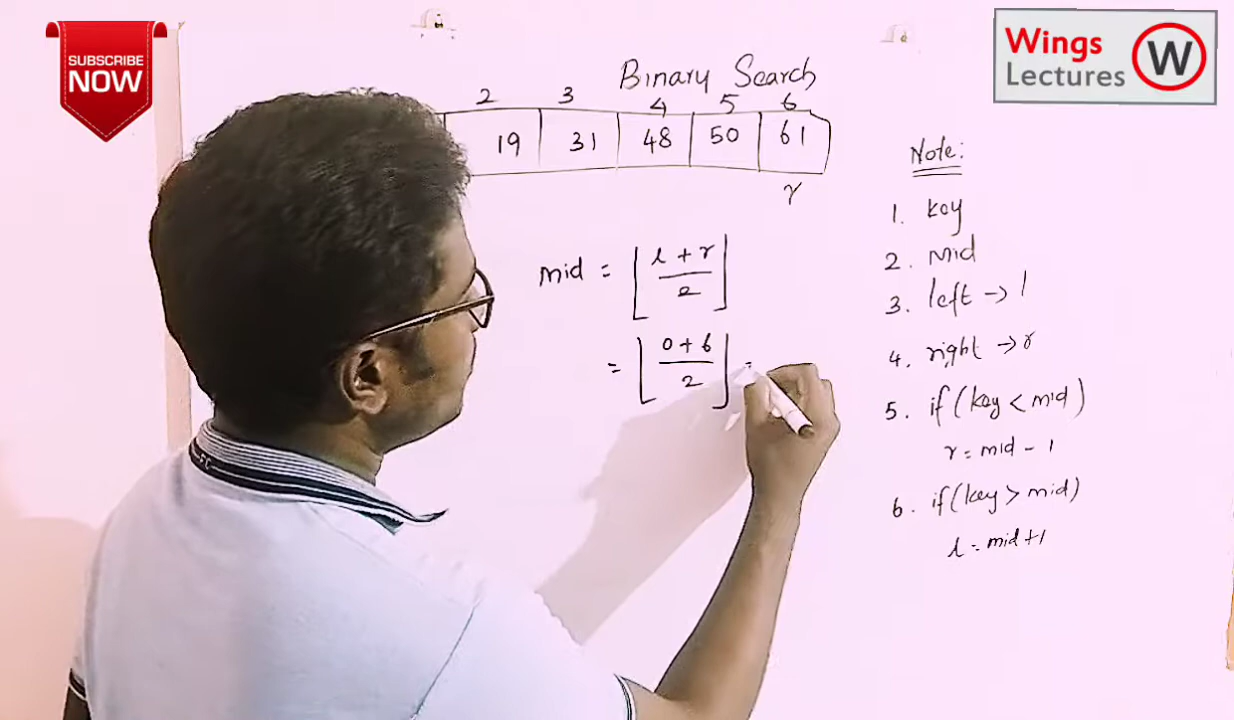 SUBSCRIBE
NOW
Wings
Lectures
W
Binary Search
2 3 4 5 6
19 31 48 50 61
r
mid = ⌊ l + r / 2 ⌋
= ⌊ 0 + 6 / 2 ⌋ =
Note:
1. key
2. mid
3. left -> l
4. right -> r
5. if (key < mid)
r = mid - 1
6. if (key > mid)
l = mid + 1
FC